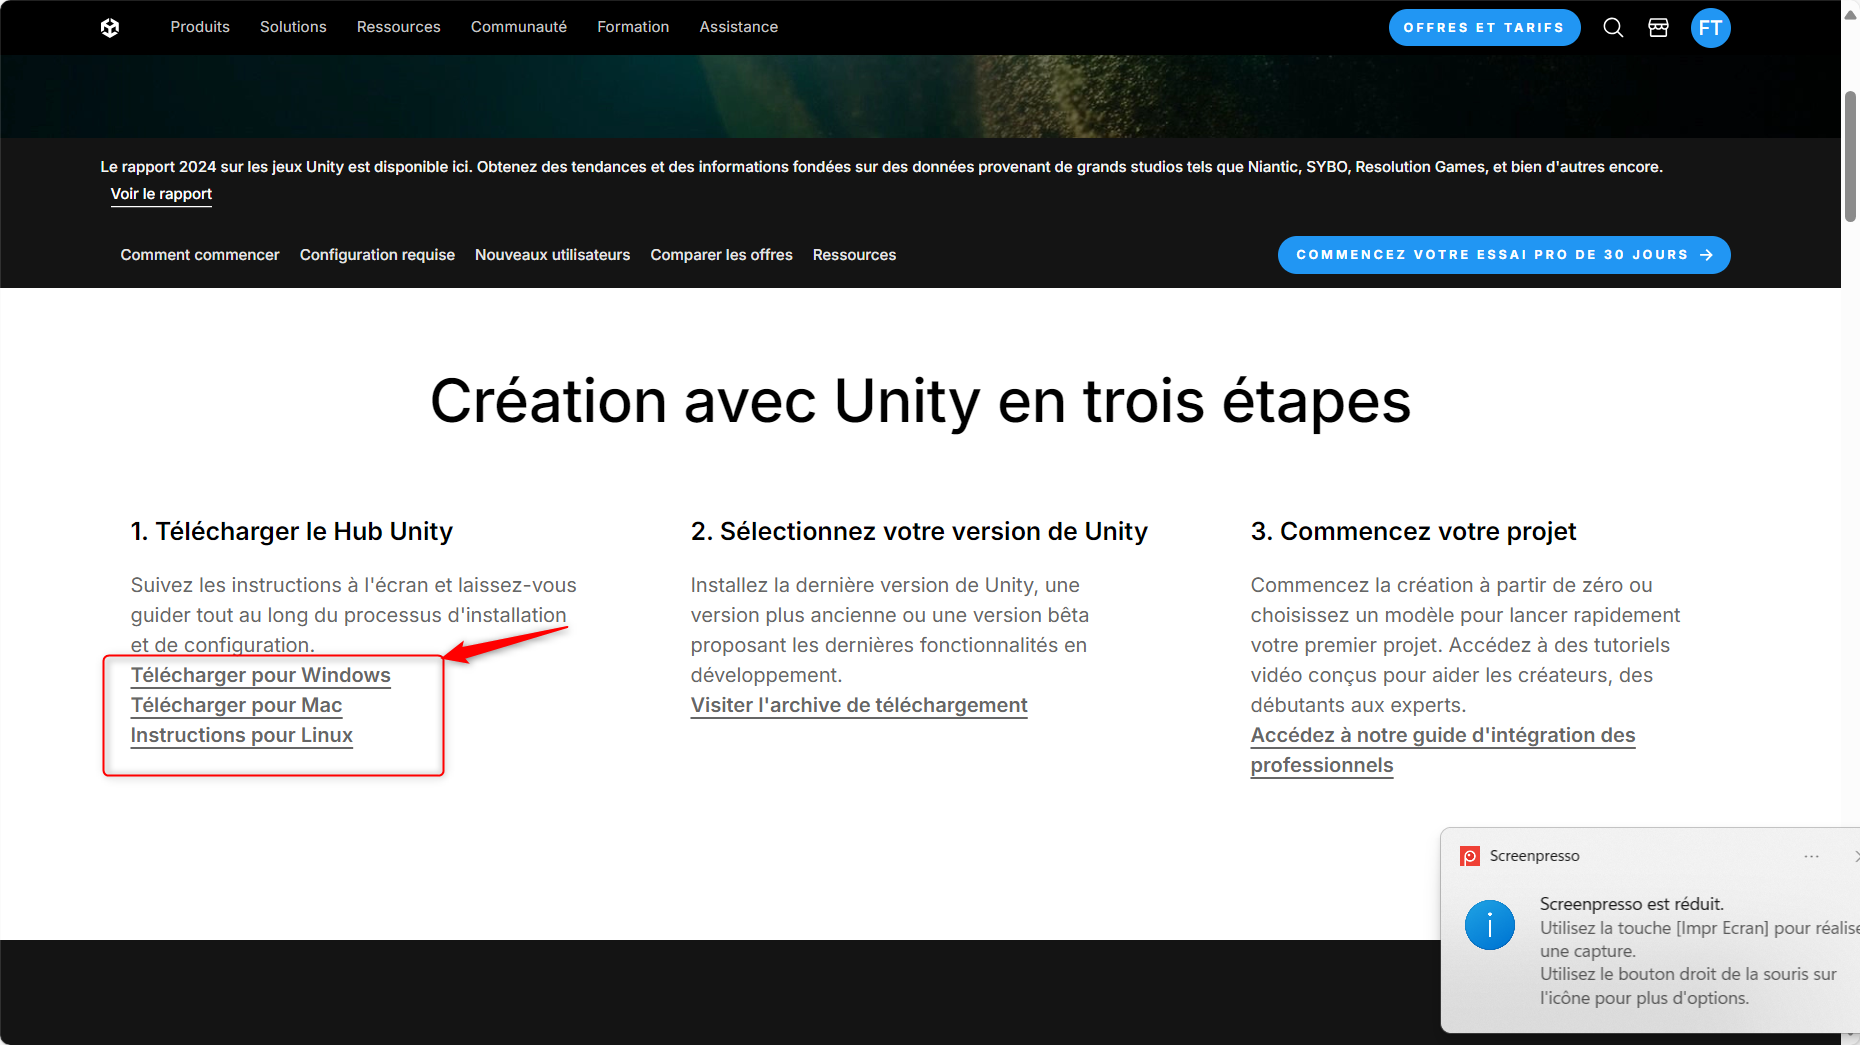 Produits Solutions Ressources Communauté Formation Assistance
OFFRES ET TARIFS
FT
Le rapport 2024 sur les jeux Unity est disponible ici. Obtenez des tendances et des informations fondées sur des données provenant de grands studios tels que Niantic, SYBO, Resolution Games, et bien d'autres encore.
Voir le rapport
Comment commencer Configuration requise Nouveaux utilisateurs Comparer les offres Ressources
COMMENCEZ VOTRE ESSAI PRO DE 30 JOURS →
Création avec Unity en trois étapes
1. Télécharger le Hub Unity
Suivez les instructions à l'écran et laissez-vous
guider tout au long du processus d'installation
et de configuration.
Télécharger pour Windows
Télécharger pour Mac
Instructions pour Linux
2. Sélectionnez votre version de Unity
Installez la dernière version de Unity, une
version plus ancienne ou une version bêta
proposant les dernières fonctionnalités en
développement.
Visiter l'archive de téléchargement
3. Commencez votre projet
Commencez la création à partir de zéro ou
choisissez un modèle pour lancer rapidement
votre premier projet. Accédez à des tutoriels
vidéo conçus pour aider les créateurs, des
débutants aux experts.
Accédez à notre guide d'intégration des
professionnels
Screenpresso
Screenpresso est réduit.
Utilisez la touche [Impr Ecran] pour réalise
une capture.
Utilisez le bouton droit de la souris sur
l'icône pour plus d'options.